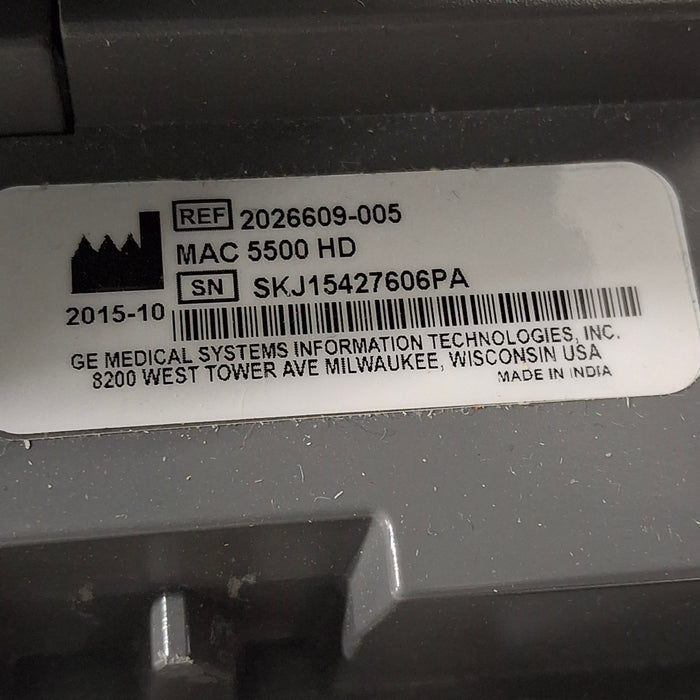 REF 2026609-005
MAC 5500 HD
SN SKJ15427606PA
2015-10
GE MEDICAL SYSTEMS INFORMATION TECHNOLOGIES, INC.
8200 WEST TOWER AVE MILWAUKEE, WISCONSIN USA
MADE IN INDIA